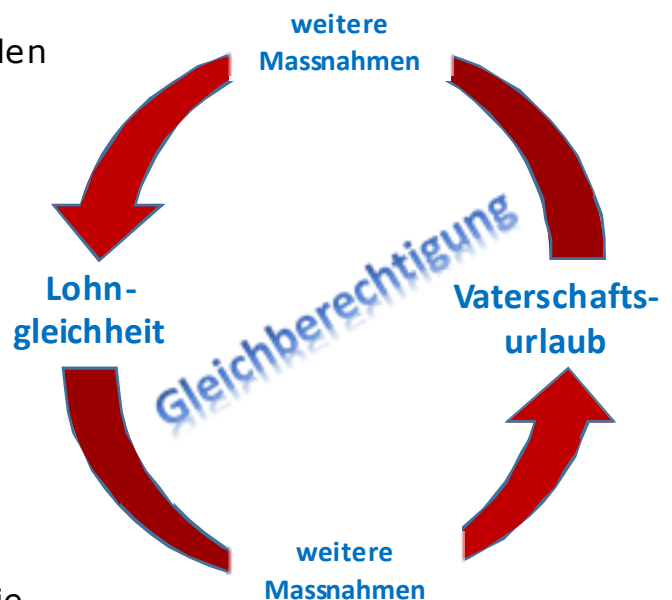 weitere
Massnahmen
Lohn-
gleichheit
Gleichberechtigung
Vaterschafts-
urlaub
weitere
Massnahmen